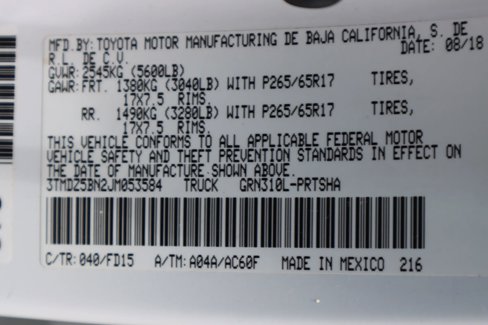 MFD.BY:TOYOTA MOTOR MANUFACTURING DE BAJA CALIFORNIA, S. DE
R.L. DE C.V. DATE: 08/18
GVWR: 2545KG (5600LB)
GAWR:FRT. 1380KG (3040LB) WITH P265/65R17 TIRES,
17X7.5 RIMS,
RR. 1490KG (3280LB) WITH P265/65R17 TIRES,
17X7.5 RIMS.
THIS VEHICLE CONFORMS TO ALL APPLICABLE FEDERAL MOTOR
VEHICLE SAFETY AND THEFT PREVENTION STANDARDS IN EFFECT ON
THE DATE OF MANUFACTURE SHOWN ABOVE.
3TMDZ5BN2JM053584 TRUCK GRN310L-PRTSHA
C/TR: 040/FD15 A/TM: A04A/AC60F MADE IN MEXICO 216